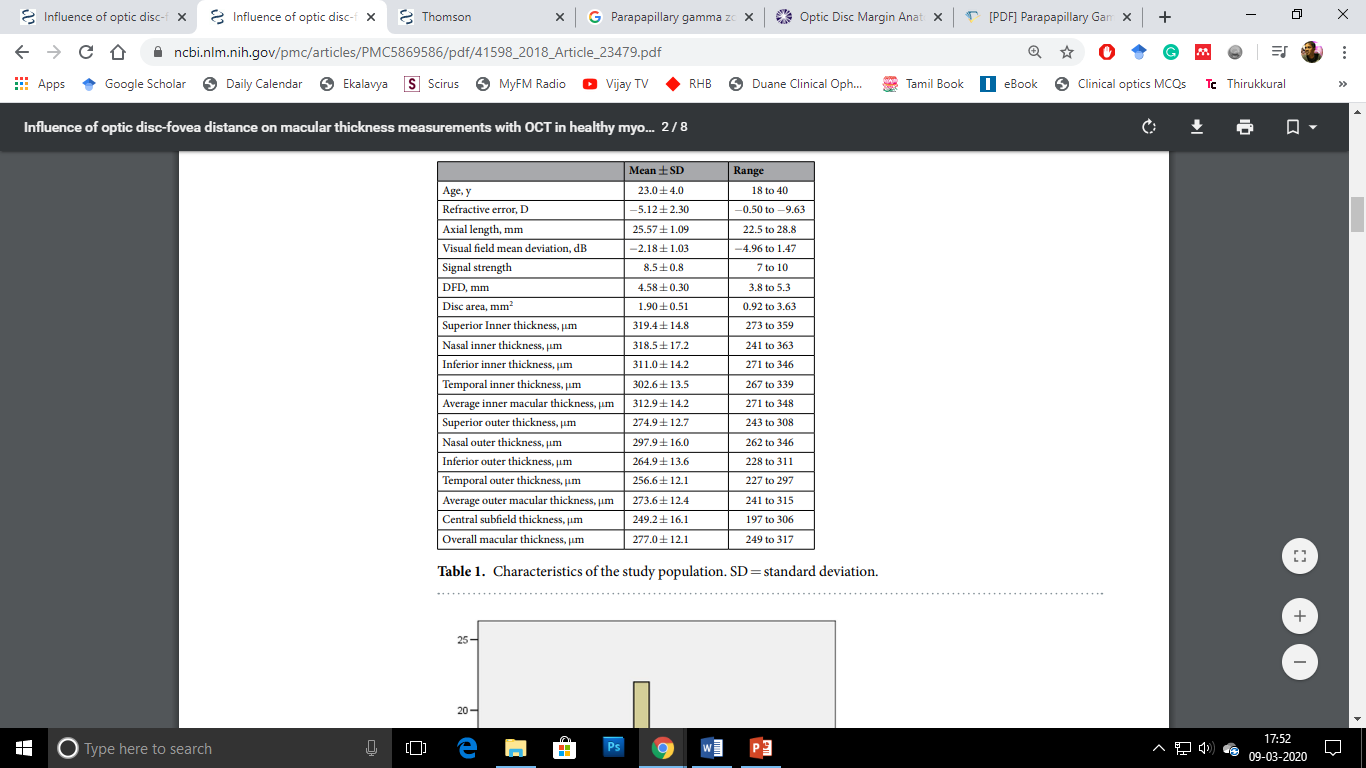 Influence of optic disc-f
Influence of optic disc-f
Thomson
Parapapillary gamma zo
Optic Disc Margin Anat
[PDF] Parapapillary Gam
ncbi.nlm.nih.gov/pmc/articles/PMC5869586/pdf/41598_2018_Article_23479.pdf
Apps Google Scholar Daily Calendar Ekalavya S Scirus MyFM Radio Vijay TV RHB Duane Clinical Oph... Tamil Book eBook Clinical optics MCQs Tc Thirukkural »
Influence of optic disc-fovea distance on macular thickness measurements with OCT in healthy myo... 2 / 8
Mean ± SD Range
Age, y 23.0 ± 4.0 18 to 40
Refractive error, D −5.12 ± 2.30 −0.50 to −9.63
Axial length, mm 25.57 ± 1.09 22.5 to 28.8
Visual field mean deviation, dB −2.18 ± 1.03 −4.96 to 1.47
Signal strength 8.5 ± 0.8 7 to 10
DFD, mm 4.58 ± 0.30 3.8 to 5.3
Disc area, mm² 1.90 ± 0.51 0.92 to 3.63
Superior Inner thickness, μm 319.4 ± 14.8 273 to 359
Nasal inner thickness, μm 318.5 ± 17.2 241 to 363
Inferior inner thickness, μm 311.0 ± 14.2 271 to 346
Temporal inner thickness, μm 302.6 ± 13.5 267 to 339
Average inner macular thickness, μm 312.9 ± 14.2 271 to 348
Superior outer thickness, μm 274.9 ± 12.7 243 to 308
Nasal outer thickness, μm 297.9 ± 16.0 262 to 346
Inferior outer thickness, μm 264.9 ± 13.6 228 to 311
Temporal outer thickness, μm 256.6 ± 12.1 227 to 297
Average outer macular thickness, μm 273.6 ± 12.4 241 to 315
Central subfield thickness, μm 249.2 ± 16.1 197 to 306
Overall macular thickness, μm 277.0 ± 12.1 249 to 317
Table 1. Characteristics of the study population. SD = standard deviation.
25
20
Type here to search
Ps
17:52
09-03-2020